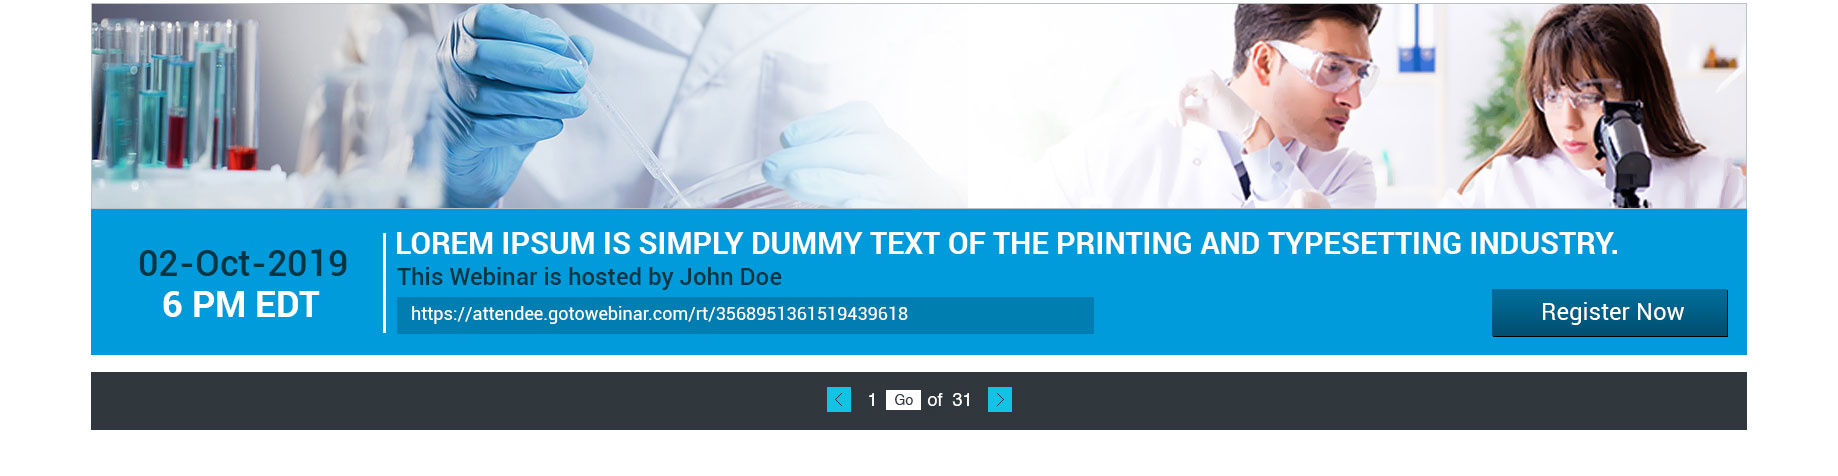 02-Oct-2019
6 PM EDT
LOREM IPSUM IS SIMPLY DUMMY TEXT OF THE PRINTING AND TYPESETTING INDUSTRY.
This Webinar is hosted by John Doe
https://attendee.gotowebinar.com/rt/3568951361519439618
Register Now
1 Go of 31